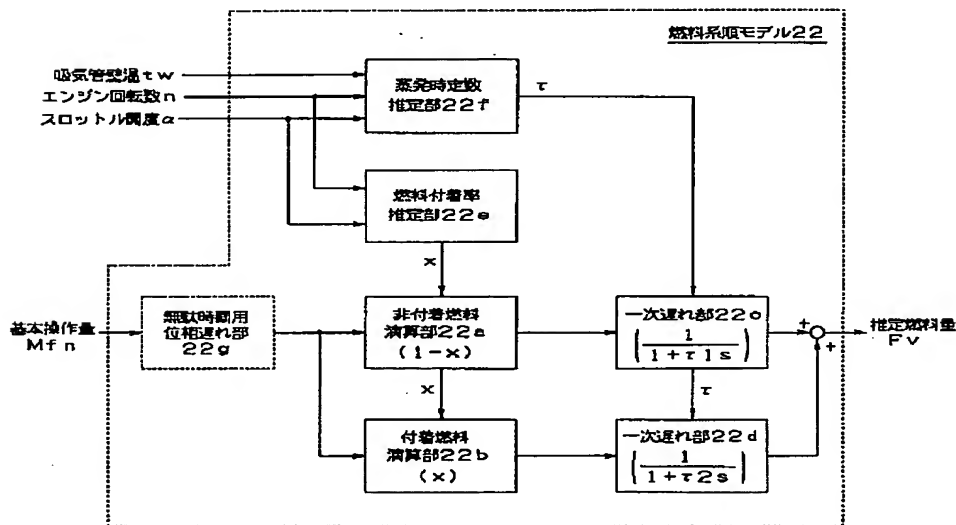 燃料系順モデル22
吸気管壁温tw
エンジン回転数n
スロットル開度α
蒸発時定数
推定部22f
τ
燃料付着率
推定部22e
x
基本操作量
Mfn
無駄時間用
位相遅れ部
22g
非付着燃料
演算部22a
(1-x)
一次遅れ部22c
1
1+τ1s
+
+
推定燃料量
Fv
x
τ
付着燃料
演算部22b
(x)
一次遅れ部22d
1
1+τ2s